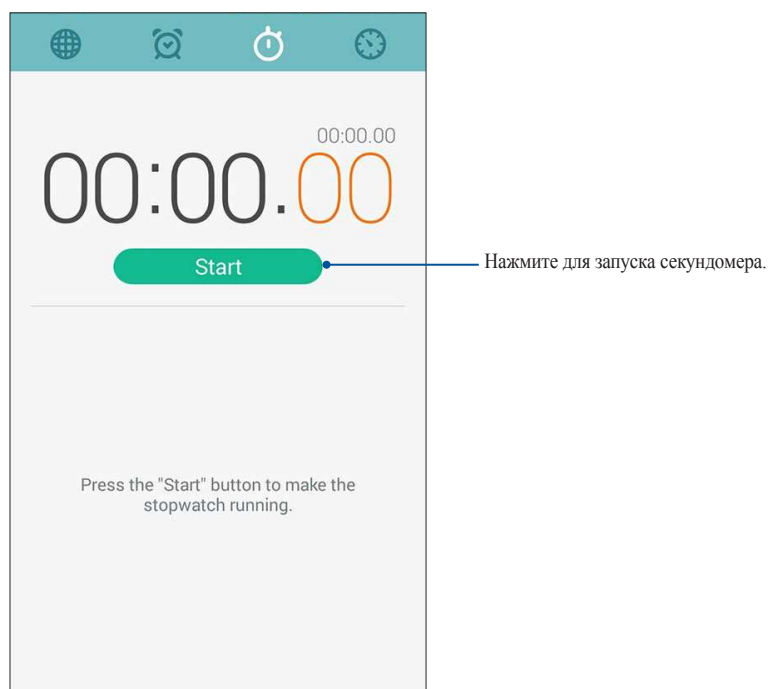 00:00.00
00:00.00
Start
Нажмите для запуска секундомера.
Press the "Start" button to make the
stopwatch running.